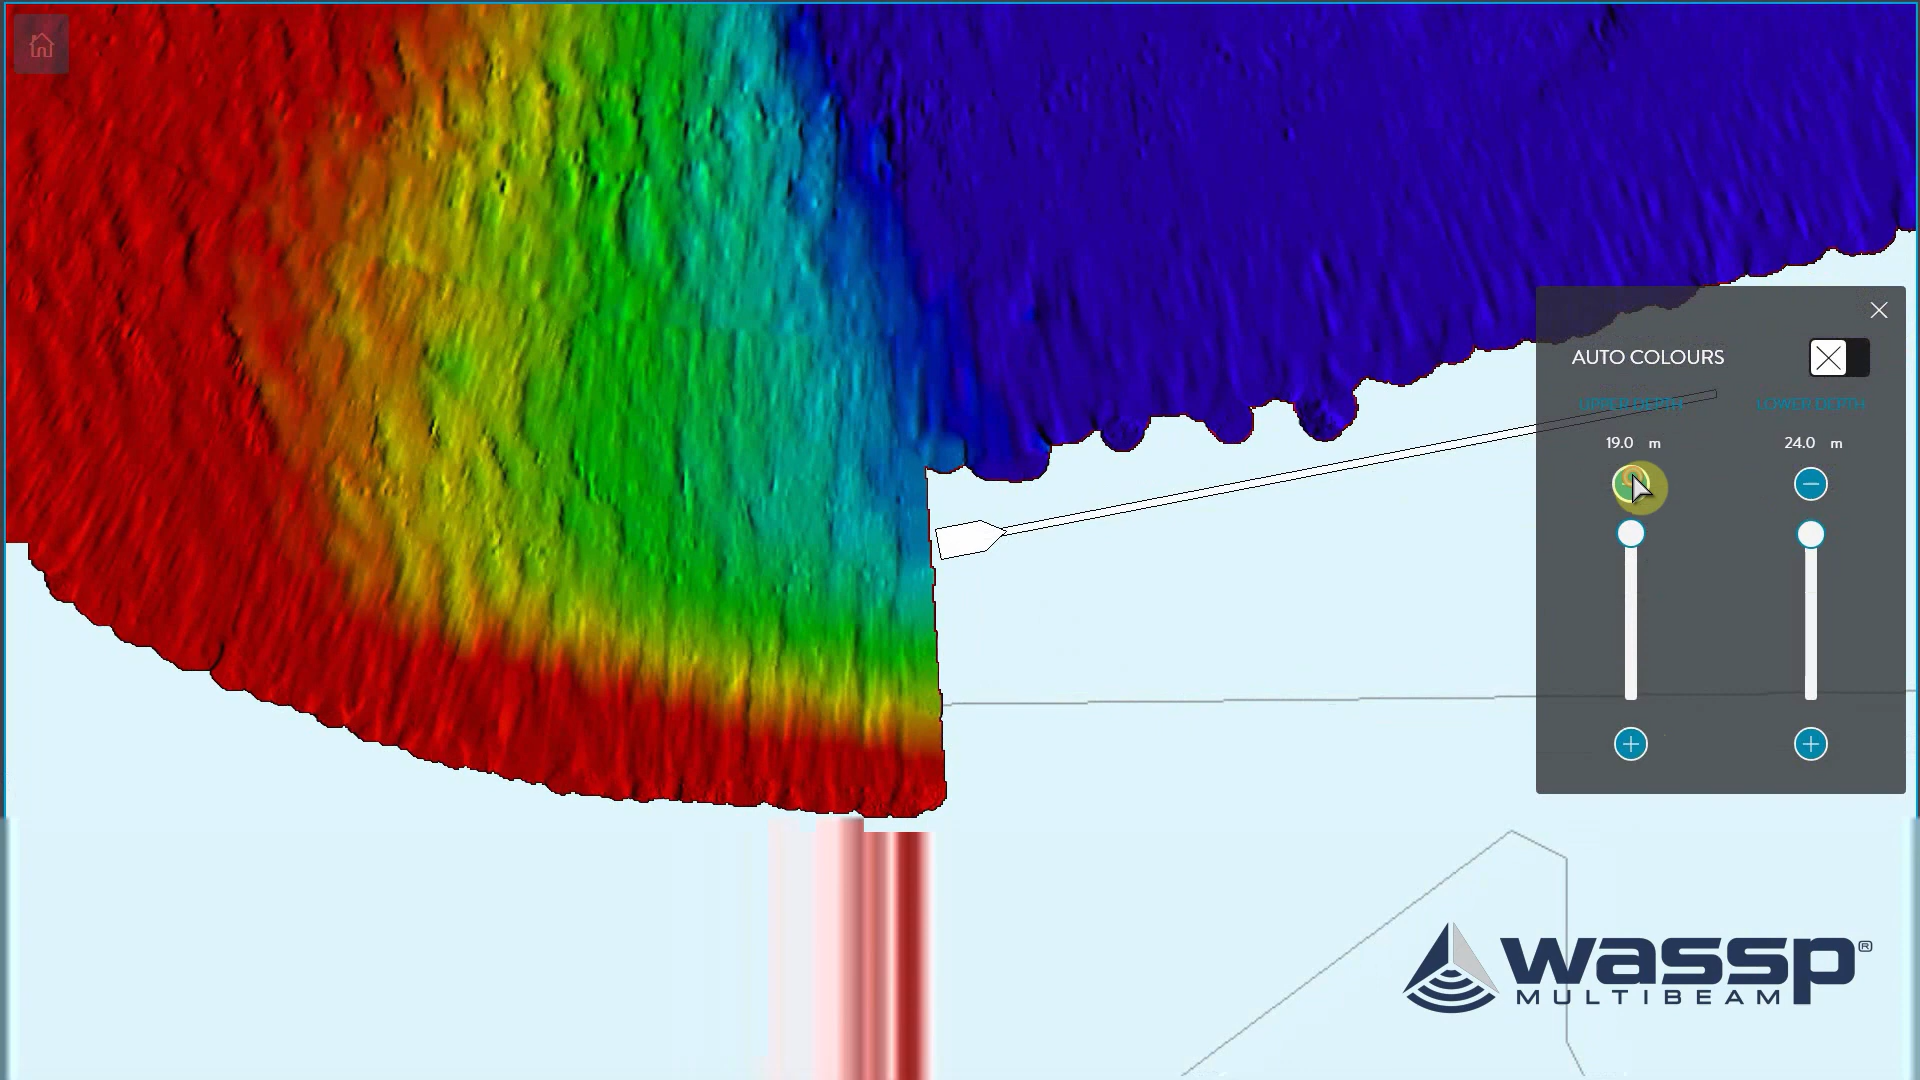 AUTO COLOURS
UPPER DEPTH LOWER DEPTH
19.0 m 24.0 m
wassp®
MULTIBEAM